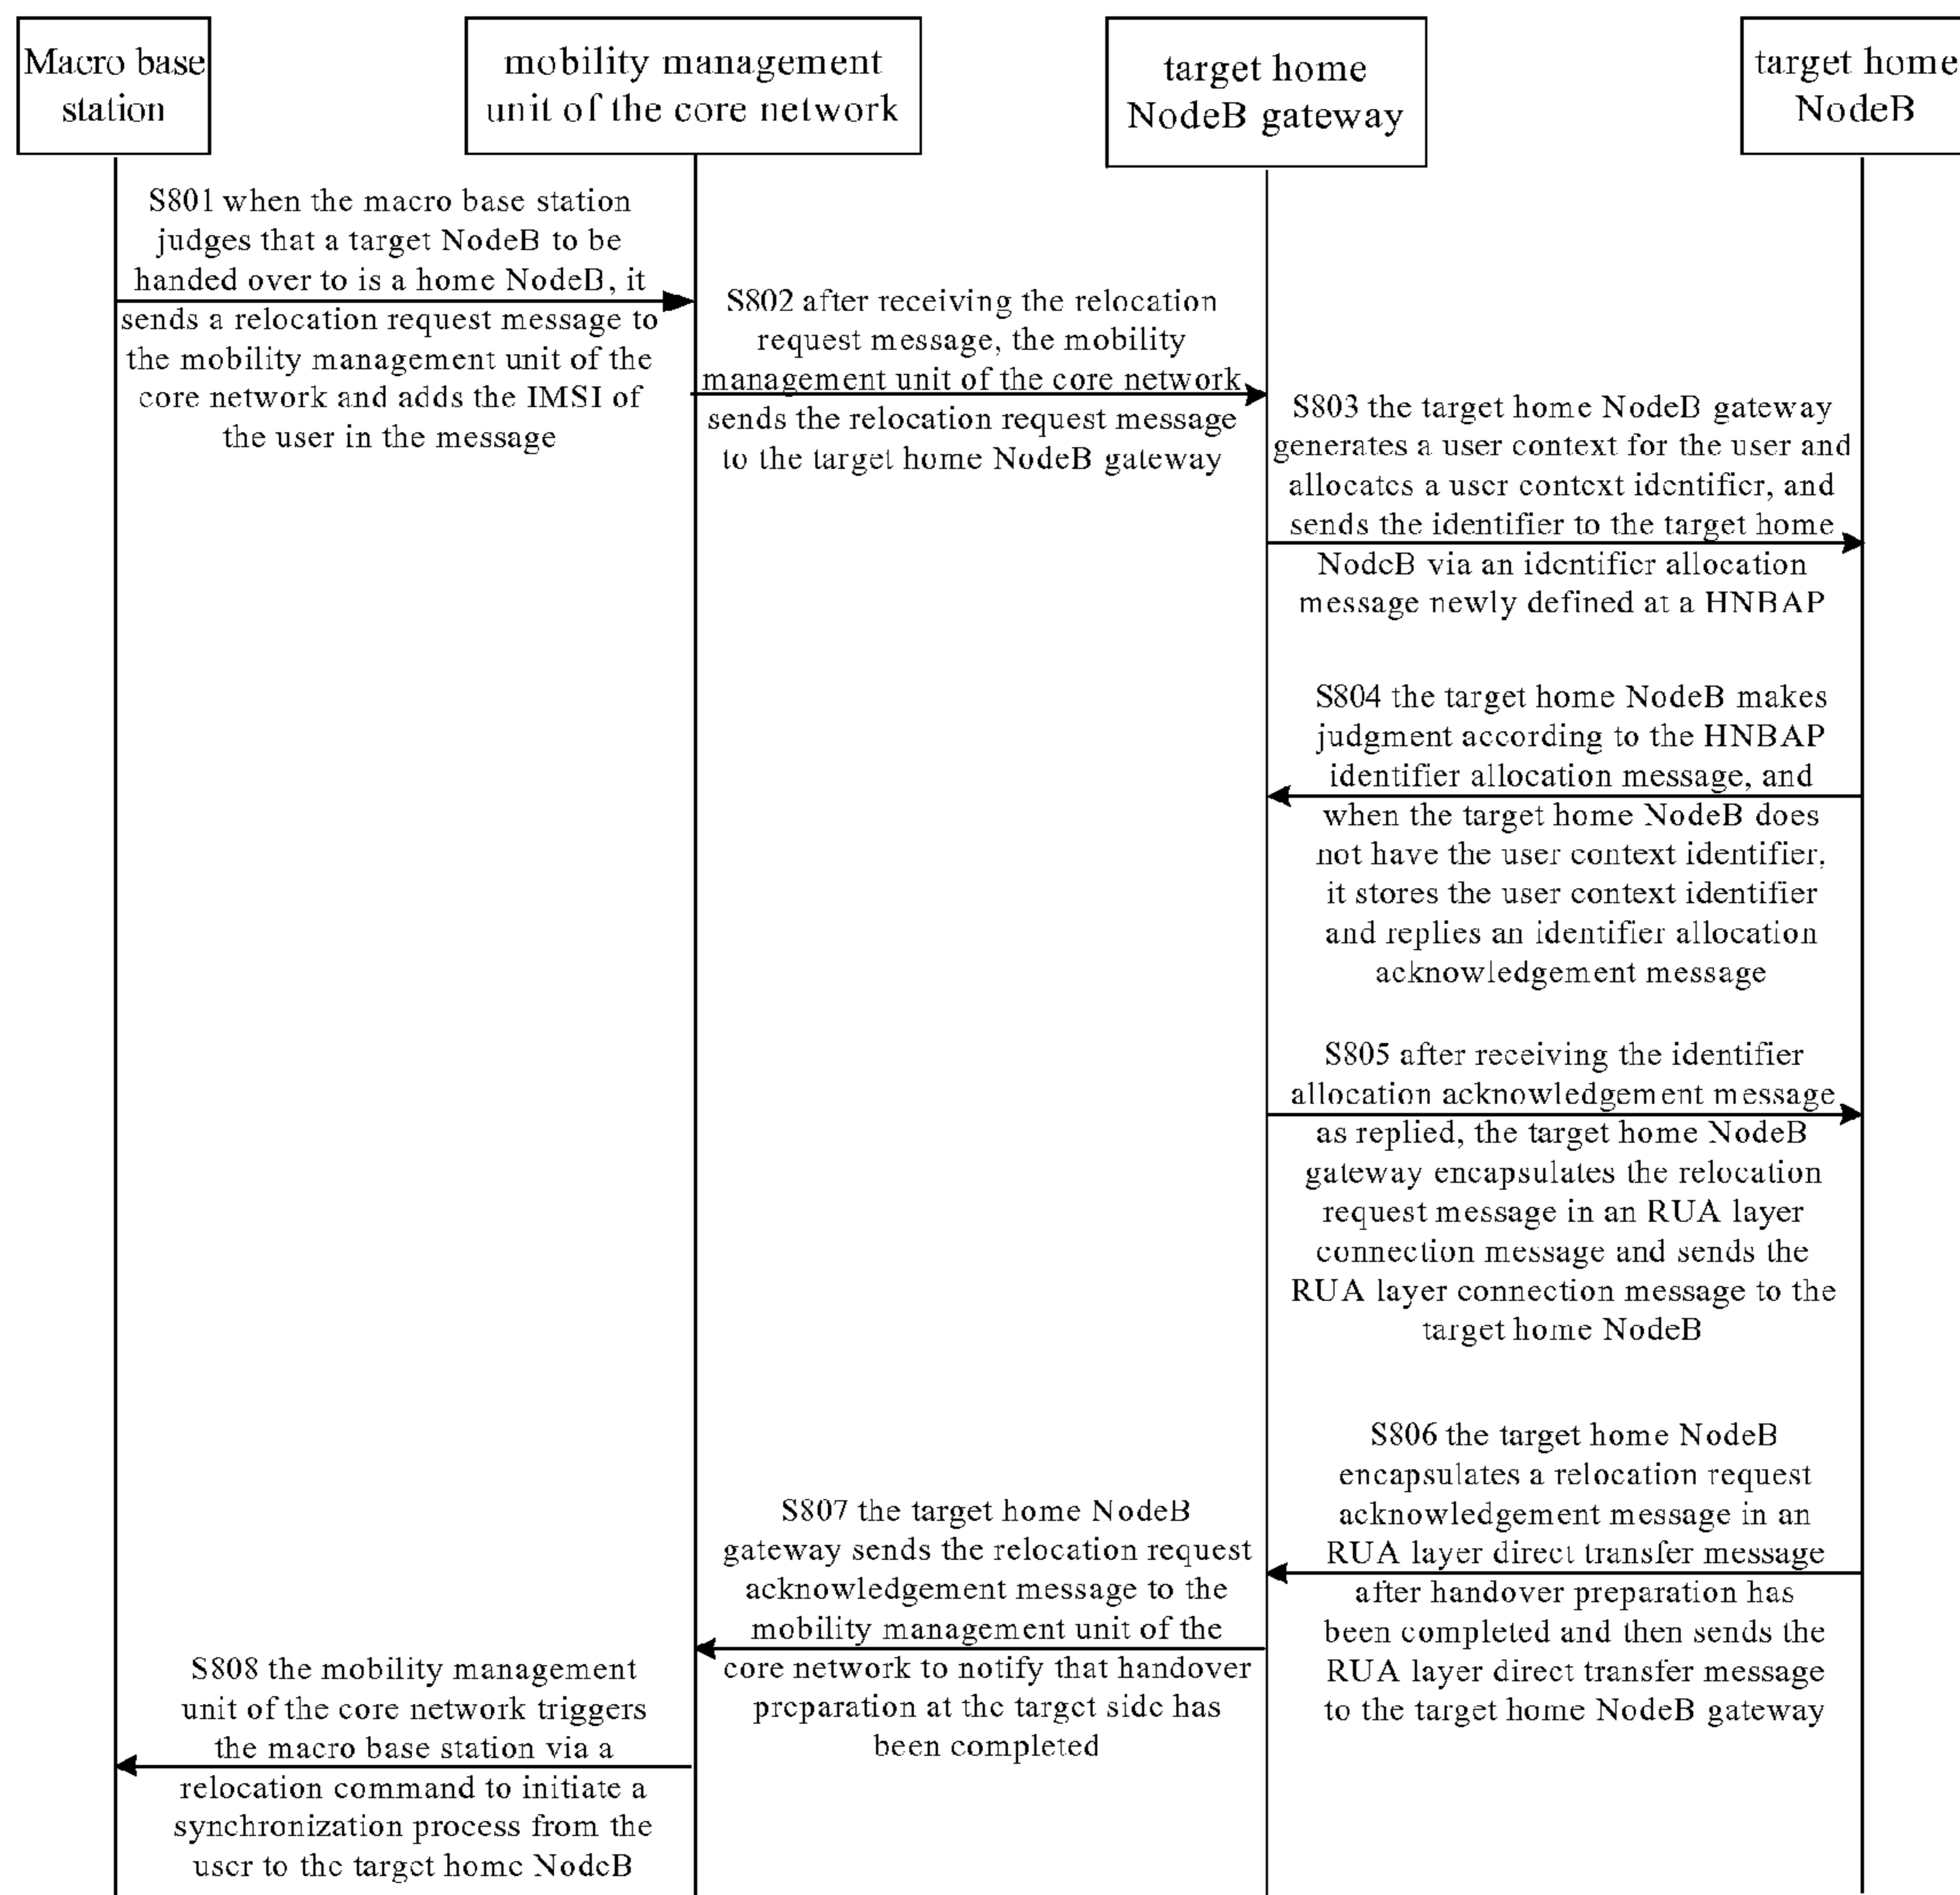 Macro base
station
mobility management
unit of the core network
target home
NodeB gateway
target home
NodeB
S801 when the macro base station
judges that a target NodeB to be
handed over to is a home NodeB, it
sends a relocation request message to
the mobility management unit of the
core network and adds the IMSI of
the user in the message
S802 after receiving the relocation
request message, the mobility
management unit of the core network
sends the relocation request message
to the target home NodeB gateway
S803 the target home NodeB gateway
generates a user context for the user and
allocates a user context identifier, and
sends the identifier to the target home
NodeB via an identifier allocation
message newly defined at a HNBAP
S804 the target home NodeB makes
judgment according to the HNBAP
identifier allocation message, and
when the target home NodeB does
not have the user context identifier,
it stores the user context identifier
and replies an identifier allocation
acknowledgement message
S805 after receiving the identifier
allocation acknowledgement message
as replied, the target home NodeB
gateway encapsulates the relocation
request message in an RUA layer
connection message and sends the
RUA layer connection message to the
target home NodeB
S806 the target home NodeB
encapsulates a relocation request
acknowledgement message in an
RUA layer direct transfer message
after handover preparation has
been completed and then sends the
RUA layer direct transfer message
to the target home NodeB gateway
S807 the target home NodeB
gateway sends the relocation request
acknowledgement message to the
mobility management unit of the
core network to notify that handover
preparation at the target side has
been completed
S808 the mobility management
unit of the core network triggers
the macro base station via a
relocation command to initiate a
synchronization process from the
user to the target home NodeB